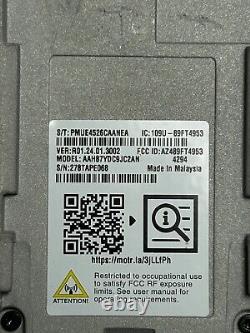 S/T: PMUE4526CAANEA IC: 109U-89FT4953
VER: R01.24.01.3002 FCC ID: AZ489FT4953
MODEL: AAH87YDC9JC2AN 4294
S/N: 278TAPE068 Made in Malaysia
https://motr.la/3jLLfPh
Restricted to occupational use
to satisfy FCC RF exposure
limits. See user manual for
operating requirements.
ATTENTION!